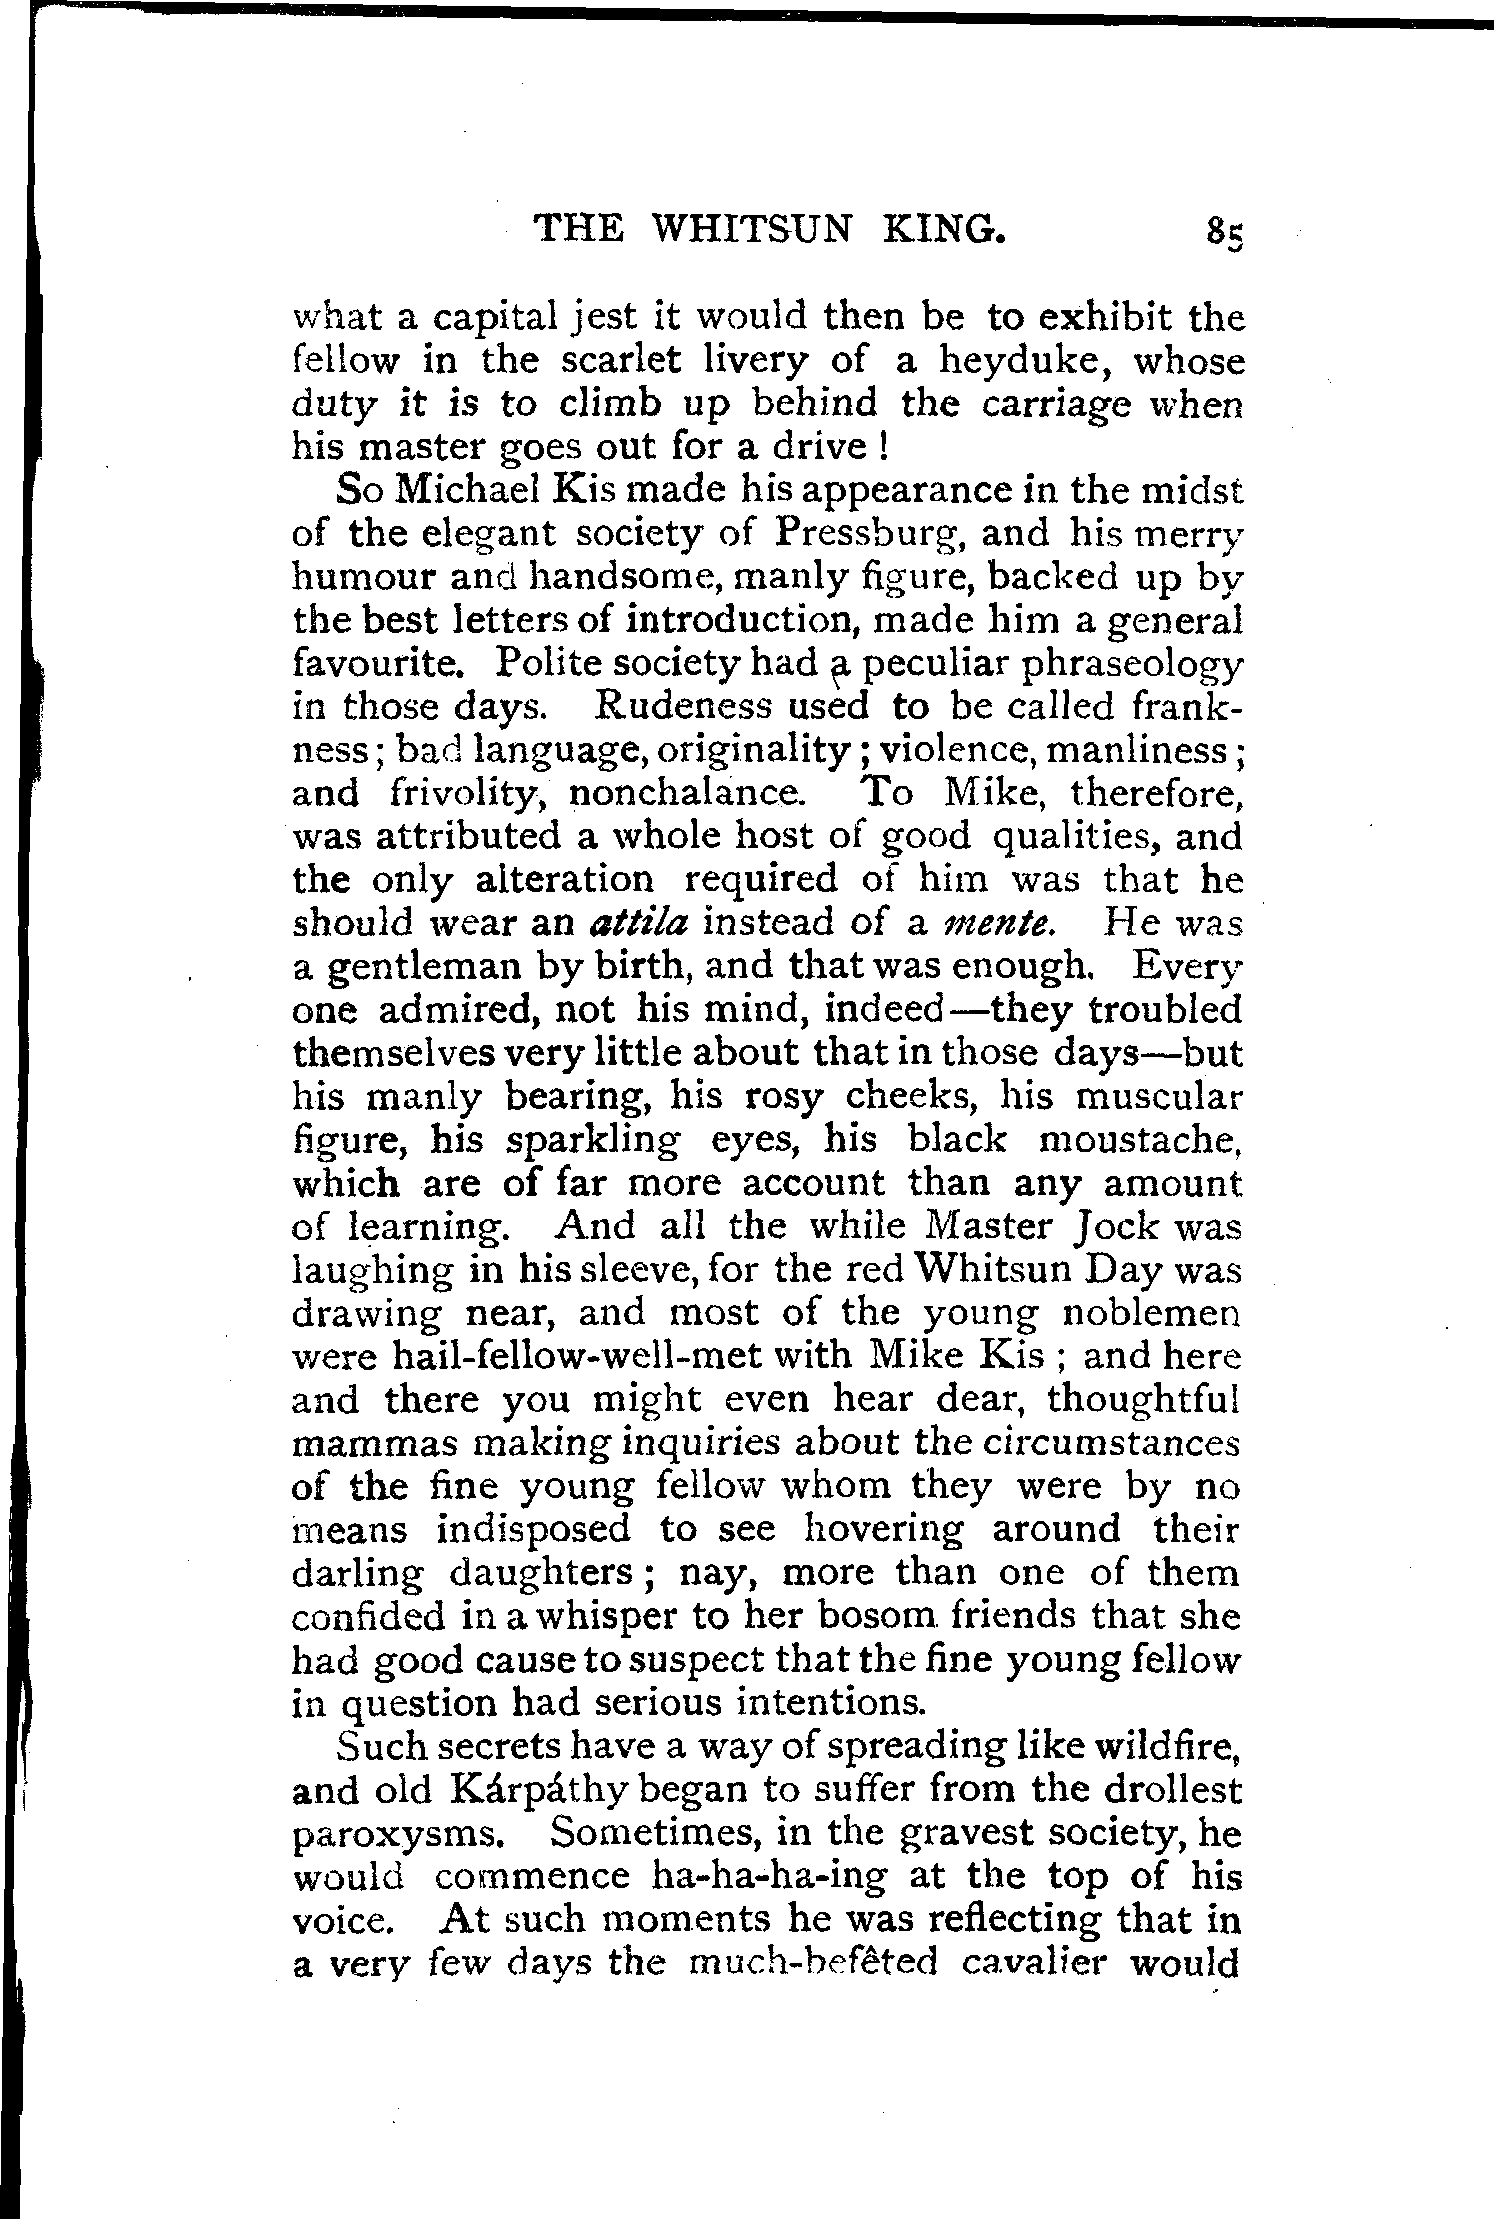 THE WHITSUN KING. 85
what a capital jest it would then be to exhibit the
fellow in the scarlet livery of a heyduke, whose
duty it is to climb up behind the carriage when
his master goes out for a drive !
So Michael Kis made his appearance in the midst
of the elegant society of Pressburg, and his merry
humour and handsome, manly figure, backed up by
the best letters of introduction, made him a general
favourite. Polite society had a peculiar phraseology
in those days. Rudeness used to be called frank-
ness ; bad language, originality ; violence, manliness ;
and frivolity, nonchalance. To Mike, therefore,
was attributed a whole host of good qualities, and
the only alteration required of him was that he
should wear an attila instead of a mente. He was
a gentleman by birth, and that was enough. Every
one admired, not his mind, indeed—they troubled
themselves very little about that in those days—but
his manly bearing, his rosy cheeks, his muscular
figure, his sparkling eyes, his black moustache,
which are of far more account than any amount
of learning. And all the while Master Jock was
laughing in his sleeve, for the red Whitsun Day was
drawing near, and most of the young noblemen
were hail-fellow-well-met with Mike Kis ; and here
and there you might even hear dear, thoughtful
mammas making inquiries about the circumstances
of the fine young fellow whom they were by no
means indisposed to see hovering around their
darling daughters ; nay, more than one of them
confided in a whisper to her bosom friends that she
had good cause to suspect that the fine young fellow
in question had serious intentions.
Such secrets have a way of spreading like wildfire,
and old Kárpáthy began to suffer from the drollest
paroxysms. Sometimes, in the gravest society, he
would commence ha-ha-ha-ing at the top of his
voice. At such moments he was reflecting that in
a very few days the much-befêted cavalier would